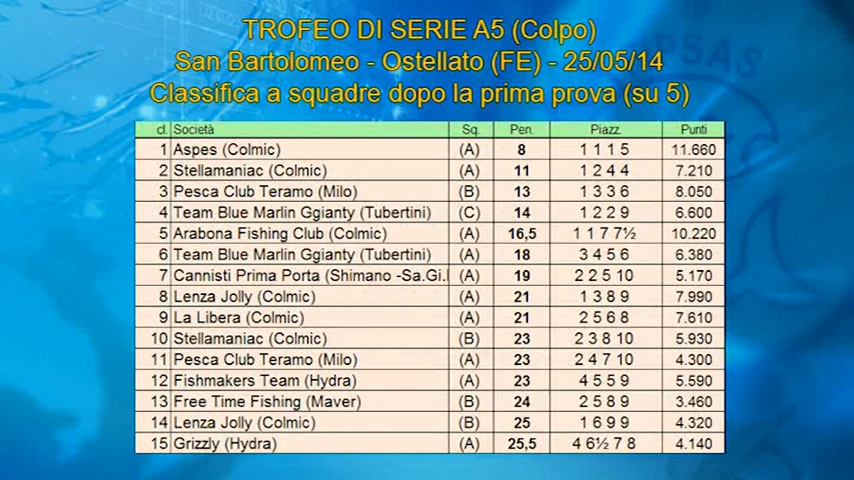 TROFEO DI SERIE A5 (Colpo)
San Bartolomeo - Ostellato (FE) - 25/05/14
Classifica a squadre dopo la prima prova (su 5)
cl. Società Sq. Pen. Piazz. Punti
1 Aspes (Colmic) (A) 8 1 1 1 5 11.660
2 Stellamaniac (Colmic) (A) 11 1 2 4 4 7.210
3 Pesca Club Teramo (Milo) (B) 13 1 3 3 6 8.050
4 Team Blue Marlin Ggianty (Tubertini) (C) 14 1 2 2 9 6.600
5 Arabona Fishing Club (Colmic) (A) 16,5 1 1 7 7½ 10.220
6 Team Blue Marlin Ggianty (Tubertini) (A) 18 3 4 5 6 6.380
7 Cannisti Prima Porta (Shimano -Sa.Gi. (A) 19 2 2 5 10 5.170
8 Lenza Jolly (Colmic) (A) 21 1 3 8 9 7.990
9 La Libera (Colmic) (A) 21 2 5 6 8 7.610
10 Stellamaniac (Colmic) (B) 23 2 3 8 10 5.930
11 Pesca Club Teramo (Milo) (A) 23 2 4 7 10 4.300
12 Fishmakers Team (Hydra) (A) 23 4 5 5 9 5.590
13 Free Time Fishing (Maver) (B) 24 2 5 8 9 3.460
14 Lenza Jolly (Colmic) (B) 25 1 6 9 9 4.320
15 Grizzly (Hydra) (A) 25,5 4 6½ 7 8 4.140